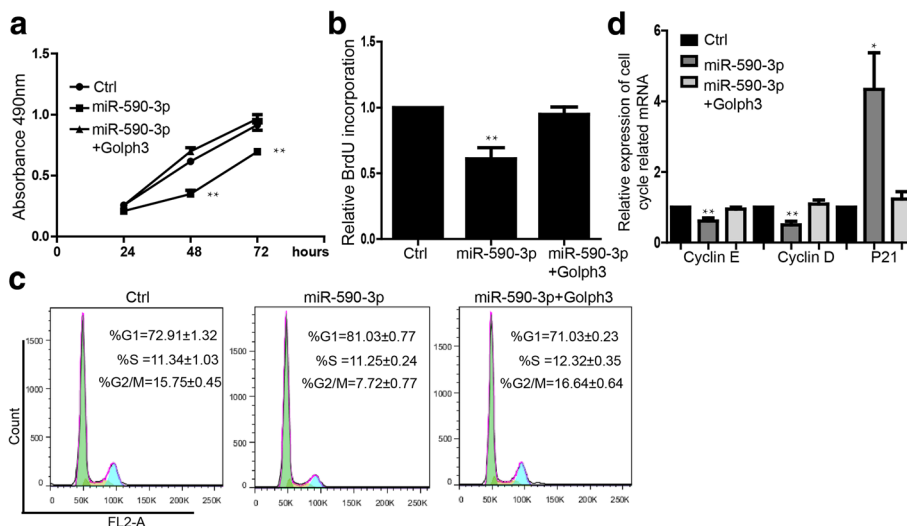 a
Absorbance 490nm
1.5
1.0
0.5
0.0
0
24
48
72
hours
Ctrl
miR-590-3p
miR-590-3p
+Golph3
**
**
b
Relative BrdU incorporation
1.5
1.0
0.5
0.0
**
Ctrl
miR-590-3p
miR-590-3p
+Golph3
d
Relative expression of cell
cycle related mRNA
6
4
2
0
Ctrl
miR-590-3p
miR-590-3p
+Golph3
**
**
*
Cyclin E
Cyclin D
P21
c
Ctrl
%G1=72.91±1.32
%S =11.34±1.03
%G2/M=15.75±0.45
Count
1500
1000
500
0
0 50K 100K 150K 200K 250K
FL2-A
miR-590-3p
%G1=81.03±0.77
%S =11.25±0.24
%G2/M=7.72±0.77
1500
1000
500
0
0 50K 100K 150K 200K 250K
miR-590-3p+Golph3
%G1=71.03±0.23
%S =12.32±0.35
%G2/M=16.64±0.64
1500
1000
500
0
0 50K 100K 150K 200K 250K